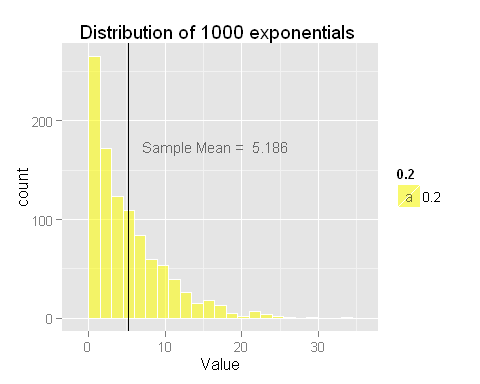 Distribution of 1000 exponentials
200
100
0
count
Sample Mean = 5.186
0 10 20 30
Value
0.2
a 0.2